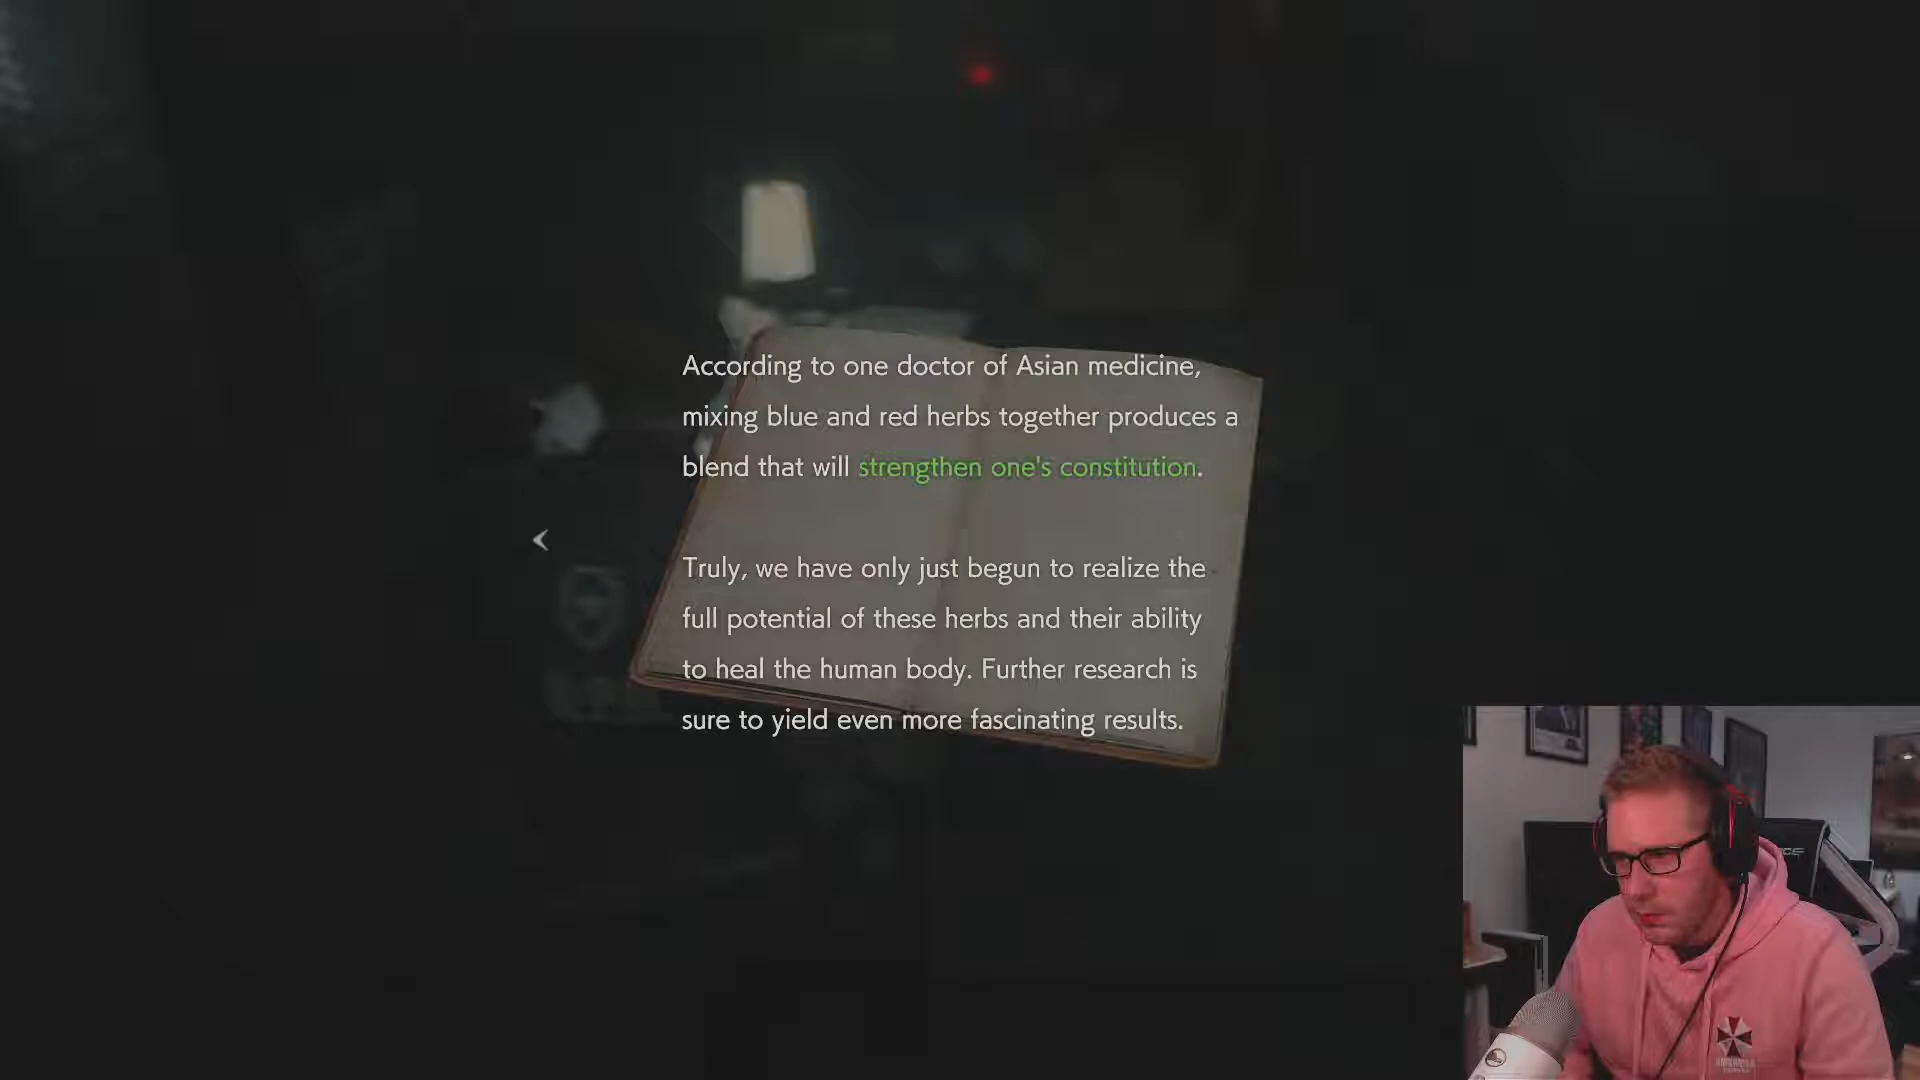 According to one doctor of Asian medicine,
mixing blue and red herbs together produces a
blend that will strengthen one's constitution.
Truly, we have only just begun to realize the
full potential of these herbs and their ability
to heal the human body. Further research is
sure to yield even more fascinating results.